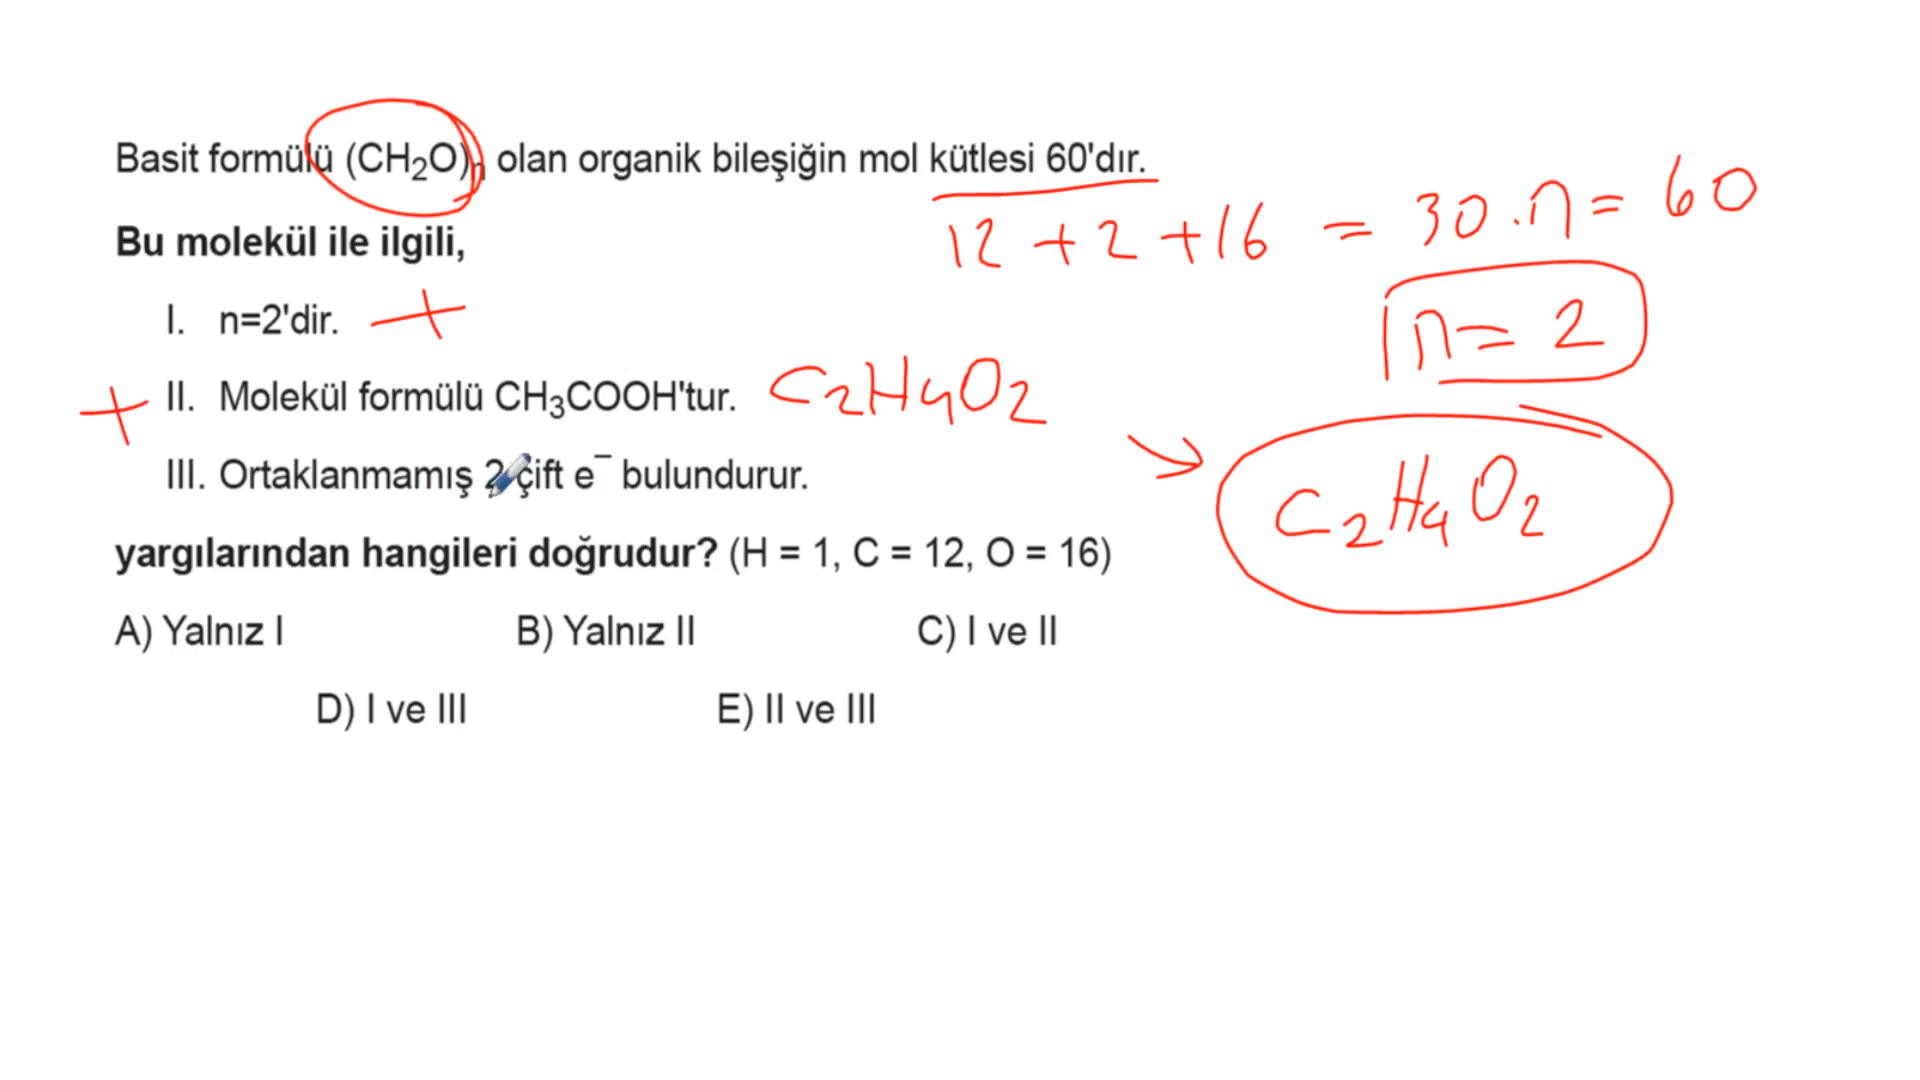 Basit formülü (CH₂O)ₙ olan organik bileşiğin mol kütlesi 60'dır.
12 + 2 + 16 = 30.n = 60
Bu molekül ile ilgili,
I. n=2'dir. +
n = 2
+ II. Molekül formülü CH₃COOH'tur. C₂H₄O₂
III. Ortaklanmamış 2 çift e⁻ bulundurur.
→ C₂H₄O₂
yargılarından hangileri doğrudur? (H = 1, C = 12, O = 16)
A) Yalnız I B) Yalnız II C) I ve II
D) I ve III E) II ve III